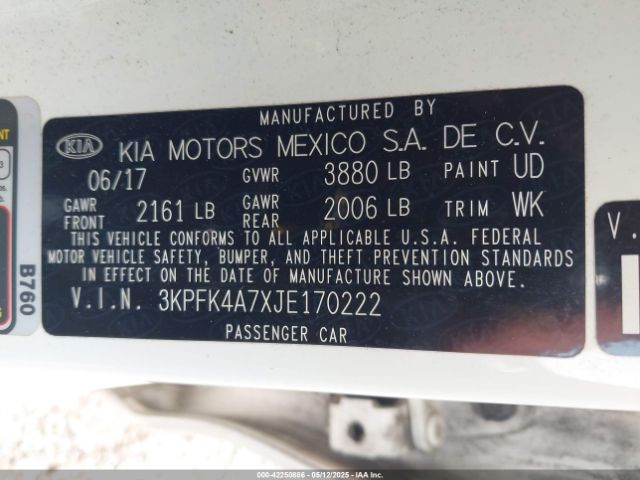 MANUFACTURED BY
KIA KIA MOTORS MEXICO S.A. DE C.V.
06/17 GVWR 3880 LB PAINT UD
GAWR FRONT 2161 LB GAWR REAR 2006 LB TRIM WK
THIS VEHICLE CONFORMS TO ALL APPLICABLE U.S.A. FEDERAL
MOTOR VEHICLE SAFETY, BUMPER, AND THEFT PREVENTION STANDARDS
IN EFFECT ON THE DATE OF MANUFACTURE SHOWN ABOVE.
V.I.N. 3KPFK4A7XJE170222
PASSENGER CAR
B760
000-42250886 - 05/12/2025 - IAA Inc.